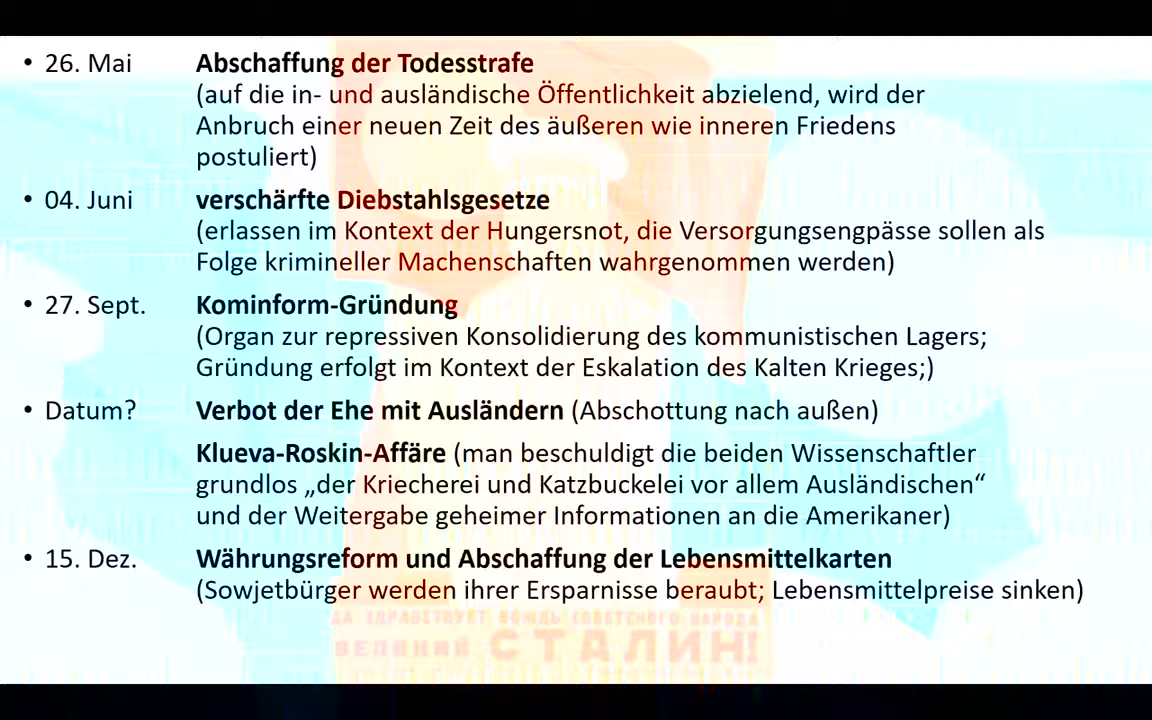 • 26. Mai Abschaffung der Todesstrafe
(auf die in- und ausländische Öffentlichkeit abzielend, wird der
Anbruch einer neuen Zeit des äußeren wie inneren Friedens
postuliert)
• 04. Juni verschärfte Diebstahlsgesetze
(erlassen im Kontext der Hungersnot, die Versorgungsengpässe sollen als
Folge krimineller Machenschaften wahrgenommen werden)
• 27. Sept. Kominform-Gründung
(Organ zur repressiven Konsolidierung des kommunistischen Lagers;
Gründung erfolgt im Kontext der Eskalation des Kalten Krieges;)
• Datum? Verbot der Ehe mit Ausländern (Abschottung nach außen)
Klueva-Roskin-Affäre (man beschuldigt die beiden Wissenschaftler
grundlos „der Kriecherei und Katzbuckelei vor allem Ausländischen“
und der Weitergabe geheimer Informationen an die Amerikaner)
• 15. Dez. Währungsreform und Abschaffung der Lebensmittelkarten
(Sowjetbürger werden ihrer Ersparnisse beraubt; Lebensmittelpreise sinken)
ДА ЗДРАВСТВУЕТ ВОЖДЬ СОВЕТСКОГО НАРОДА
ВЕЛИКИЙ СТАЛИН!